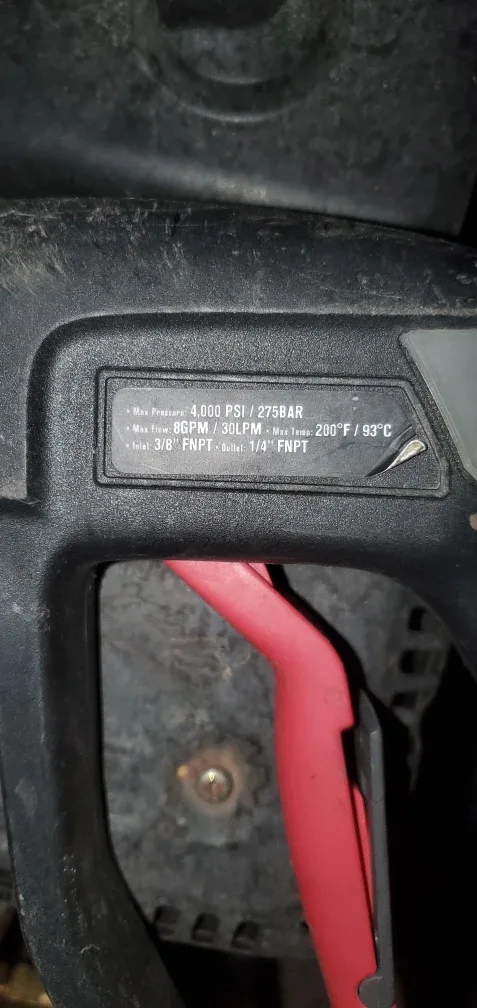 • Max Pressure: 4,000 PSI / 275BAR
• Max Flow: 8GPM / 30LPM • Max Temp: 200°F / 93°C
• Inlet: 3/8" FNPT • Outlet: 1/4" FNPT